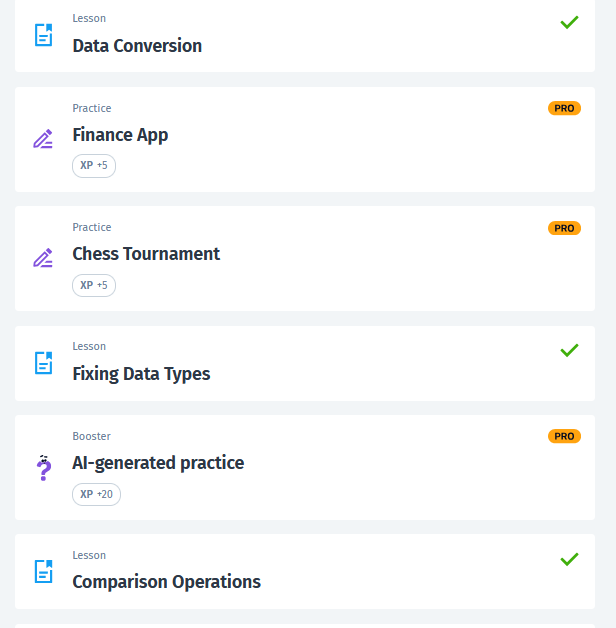 Lesson
Data Conversion
Practice
PRO
Finance App
XP +5
Practice
PRO
Chess Tournament
XP +5
Lesson
Fixing Data Types
Booster
PRO
AI-generated practice
XP +20
Lesson
Comparison Operations